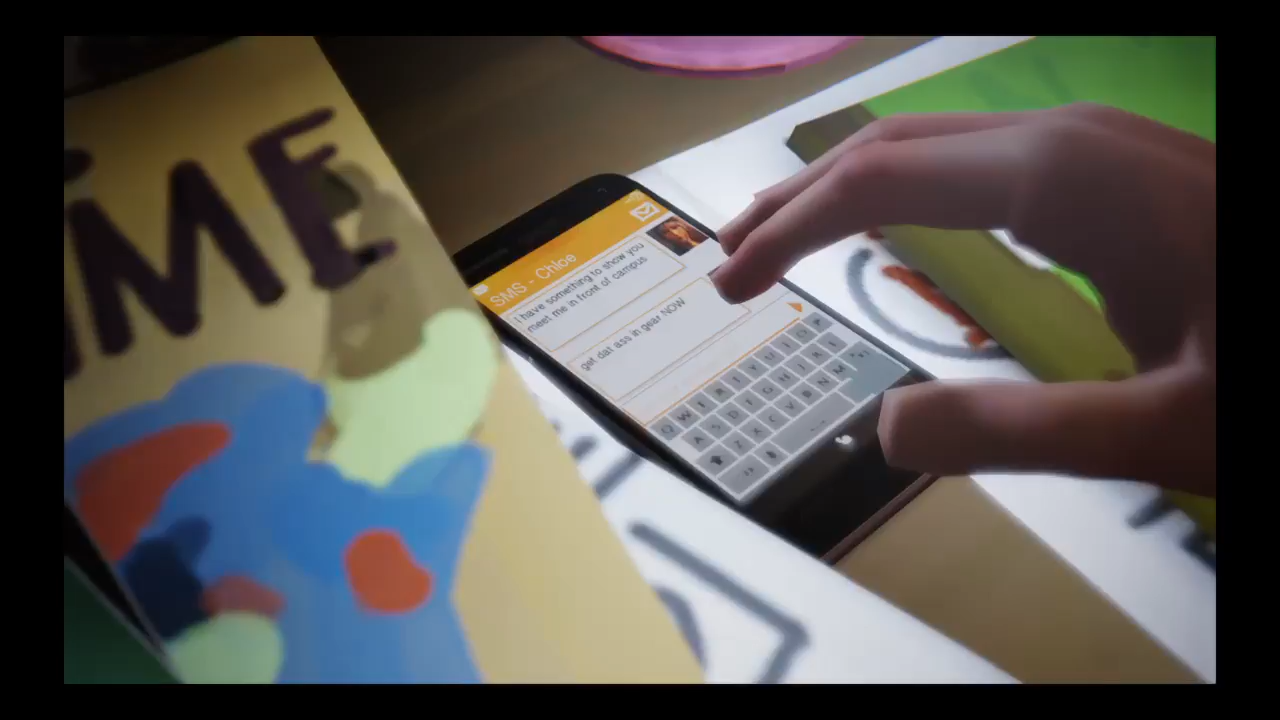 iME
SMS - Chloe
I have something to show you
meet me in front of campus
get dat ass in gear NOW